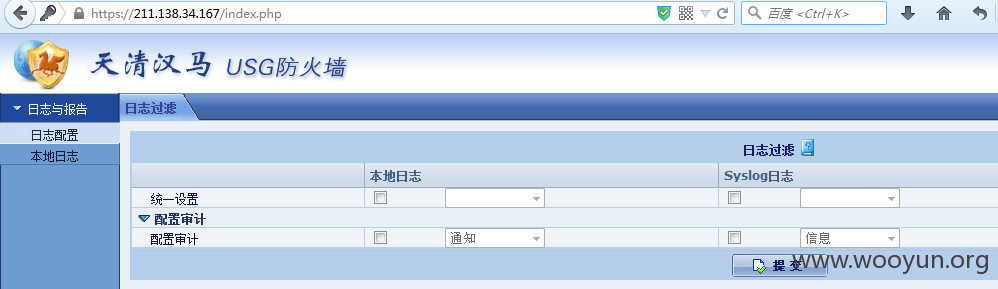 https://211.138.34.167/index.php
百度 <Ctrl+K>
天清汉马 USG防火墙
日志与报告
日志过滤
日志配置
本地日志
日志过滤
本地日志 Syslog日志
统一设置
配置审计
配置审计 通知 信息
提交
www.wooyun.org